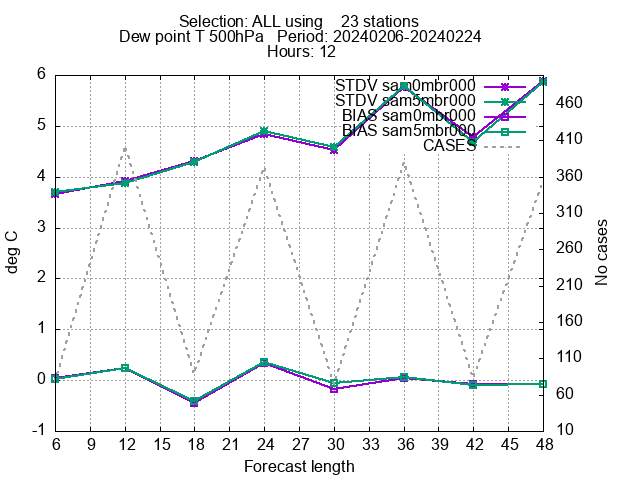 Selection: ALL using    23 stations
Dew point T 500hPa   Period: 20240206-20240224
Hours: 12
STDV sam0mbr000
STDV sam5mbr000
BIAS sam0mbr000
BIAS sam5mbr000
CASES
6
5
4
3
2
1
0
-1
deg C
460
410
360
310
260
210
160
110
60
10
No cases
6 9 12 15 18 21 24 27 30 33 36 39 42 45 48
Forecast length